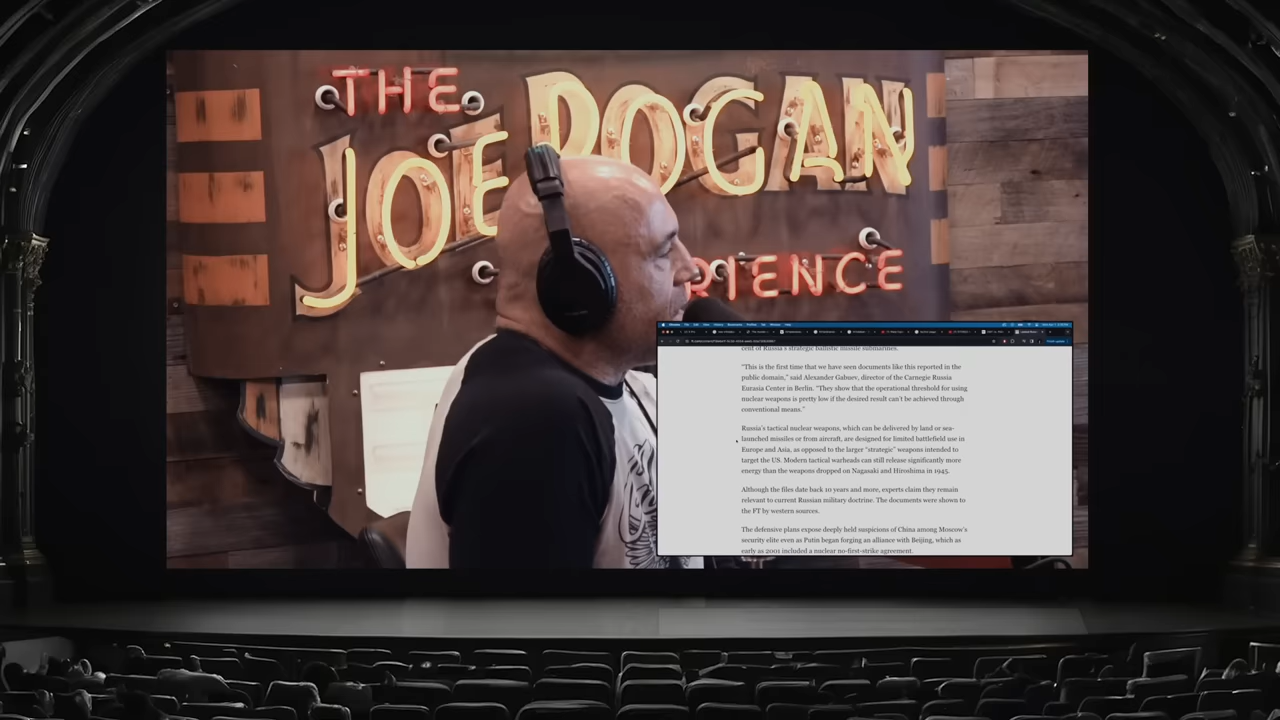 THE
JOE ROGAN
RIENCE
cent of Russia's strategic ballistic missile submarines.
"This is the first time that we have seen documents like this reported in the
public domain," said Alexander Gabuev, director of the Carnegie Russia
Eurasia Center in Berlin. "They show that the operational threshold for using
nuclear weapons is pretty low if the desired result can't be achieved through
conventional means."
Russia's tactical nuclear weapons, which can be delivered by land or sea-
launched missiles or from aircraft, are designed for limited battlefield use in
Europe and Asia, as opposed to the larger "strategic" weapons intended to
target the US. Modern tactical warheads can still release significantly more
energy than the weapons dropped on Nagasaki and Hiroshima in 1945.
Although the files date back 10 years and more, experts claim they remain
relevant to current Russian military doctrine. The documents were shown to
the FT by western sources.
The defensive plans expose deeply held suspicions of China among Moscow's
security elite even as Putin began forging an alliance with Beijing, which as
early as 2001 included a nuclear no-first-strike agreement.